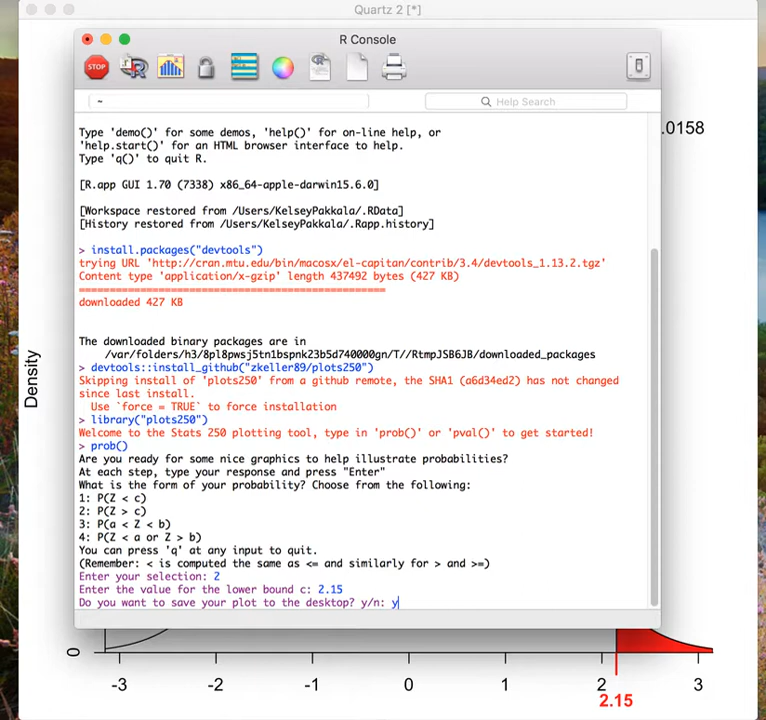 Quartz 2 [*]
R Console
STOP
R
~
Help Search
.0158
Type 'demo()' for some demos, 'help()' for on-line help, or
'help.start()' for an HTML browser interface to help.
Type 'q()' to quit R.
[R.app GUI 1.70 (7338) x86_64-apple-darwin15.6.0]
[Workspace restored from /Users/KelseyPakkala/.RData]
[History restored from /Users/KelseyPakkala/.Rapp.history]
> install.packages("devtools")
trying URL 'http://cran.mtu.edu/bin/macosx/el-capitan/contrib/3.4/devtools_1.13.2.tgz'
Content type 'application/x-gzip' length 437492 bytes (427 KB)
==================================================
downloaded 427 KB
The downloaded binary packages are in
/var/folders/h3/8pl8pwsj5tn1bspnk23b5d740000gn/T//RtmpJSB6JB/downloaded_packages
> devtools::install_github("zkeller89/plots250")
Skipping install of 'plots250' from a github remote, the SHA1 (a6d34ed2) has not changed
since last install.
Use `force = TRUE` to force installation
> library("plots250")
Welcome to the Stats 250 plotting tool, type in 'prob()' or 'pval()' to get started!
> prob()
Are you ready for some nice graphics to help illustrate probabilities?
At each step, type your response and press "Enter"
What is the form of your probability? Choose from the following:
1: P(Z < c)
2: P(Z > c)
3: P(a < Z < b)
4: P(Z < a or Z > b)
You can press 'q' at any input to quit.
(Remember: < is computed the same as <= and similarly for > and >=)
Enter your selection: 2
Enter the value for the lower bound c: 2.15
Do you want to save your plot to the desktop? y/n: y
Density
0
-3 -2 -1 0 1 2 3
2.15